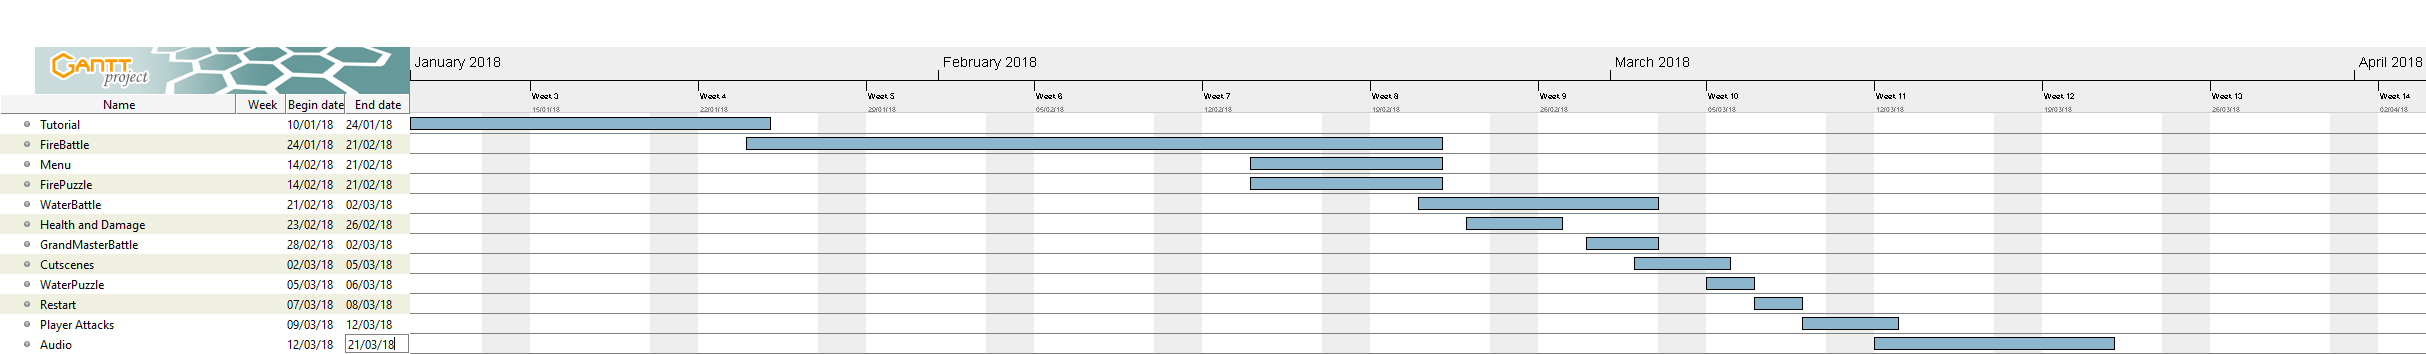 GANTT
project
January 2018 February 2018 March 2018 April 2018
Week 3 Week 4 Week 5 Week 6 Week 7 Week 8 Week 9 Week 10 Week 11 Week 12 Week 13 Week 14
15/01/18 22/01/18 29/01/18 05/02/18 12/02/18 19/02/18 26/02/18 05/03/18 12/03/18 19/03/18 26/03/18 02/04/18
Name Week Begin date End date
Tutorial 10/01/18 24/01/18
FireBattle 24/01/18 21/02/18
Menu 14/02/18 21/02/18
FirePuzzle 14/02/18 21/02/18
WaterBattle 21/02/18 02/03/18
Health and Damage 23/02/18 26/02/18
GrandMasterBattle 28/02/18 02/03/18
Cutscenes 02/03/18 05/03/18
WaterPuzzle 05/03/18 06/03/18
Restart 07/03/18 08/03/18
Player Attacks 09/03/18 12/03/18
Audio 12/03/18 21/03/18